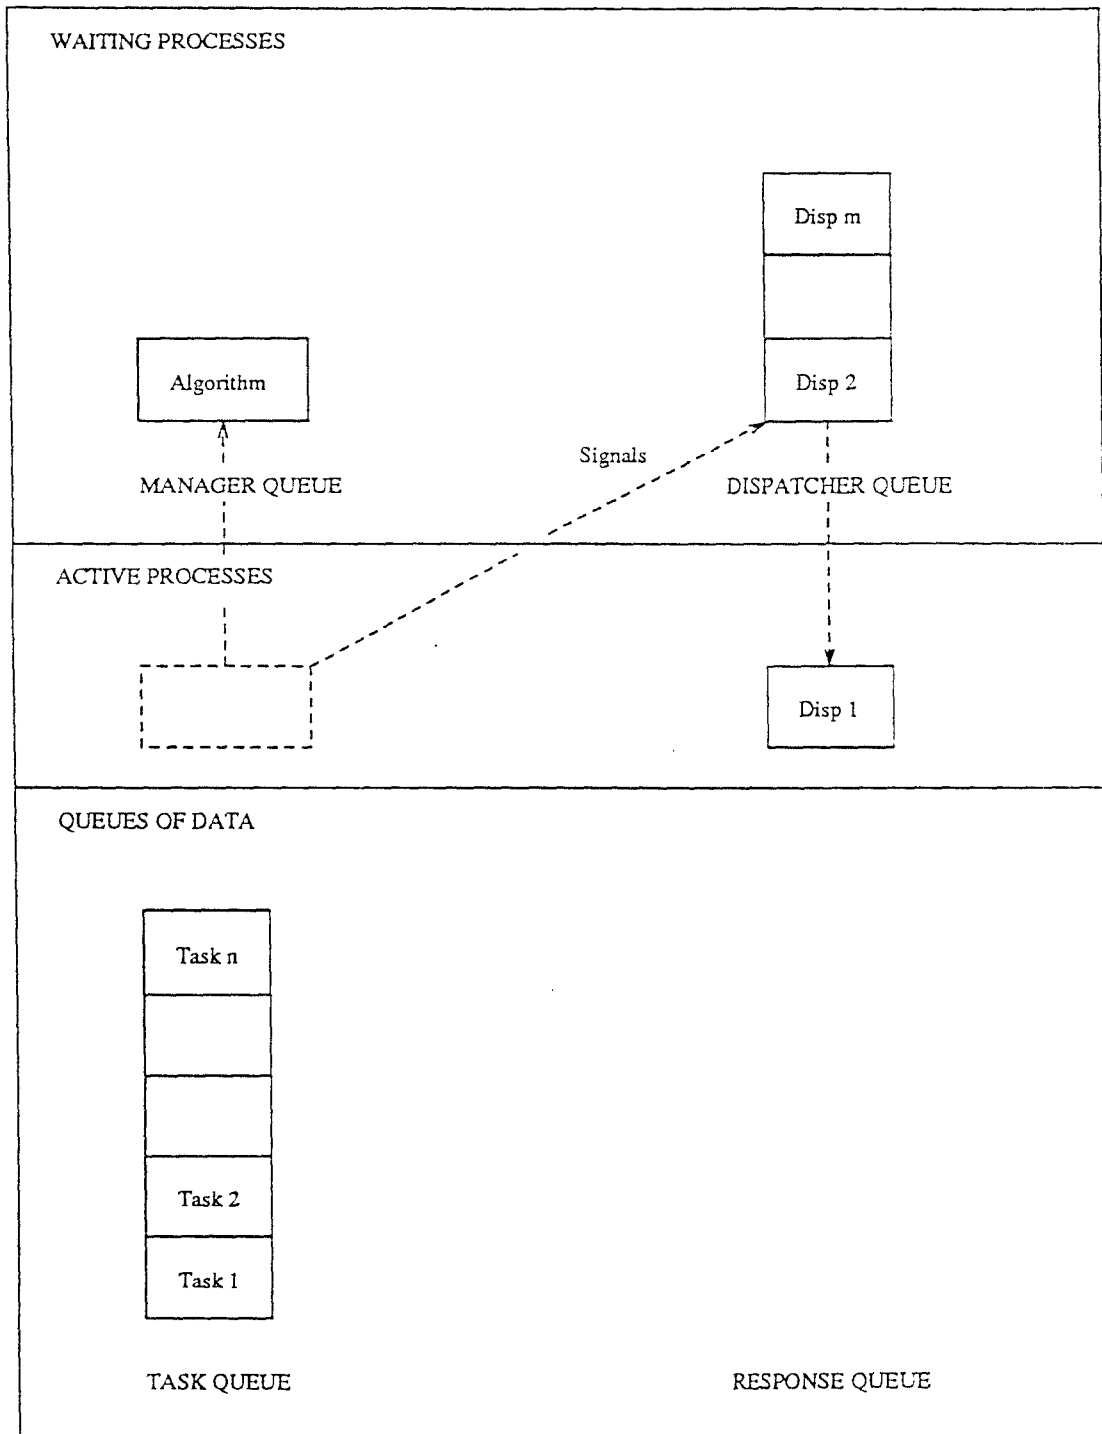 WAITING PROCESSES
Disp m
Algorithm
Disp 2
Signals
MANAGER QUEUE
DISPATCHER QUEUE
ACTIVE PROCESSES
Disp 1
QUEUES OF DATA
Task n
Task 2
Task 1
TASK QUEUE
RESPONSE QUEUE